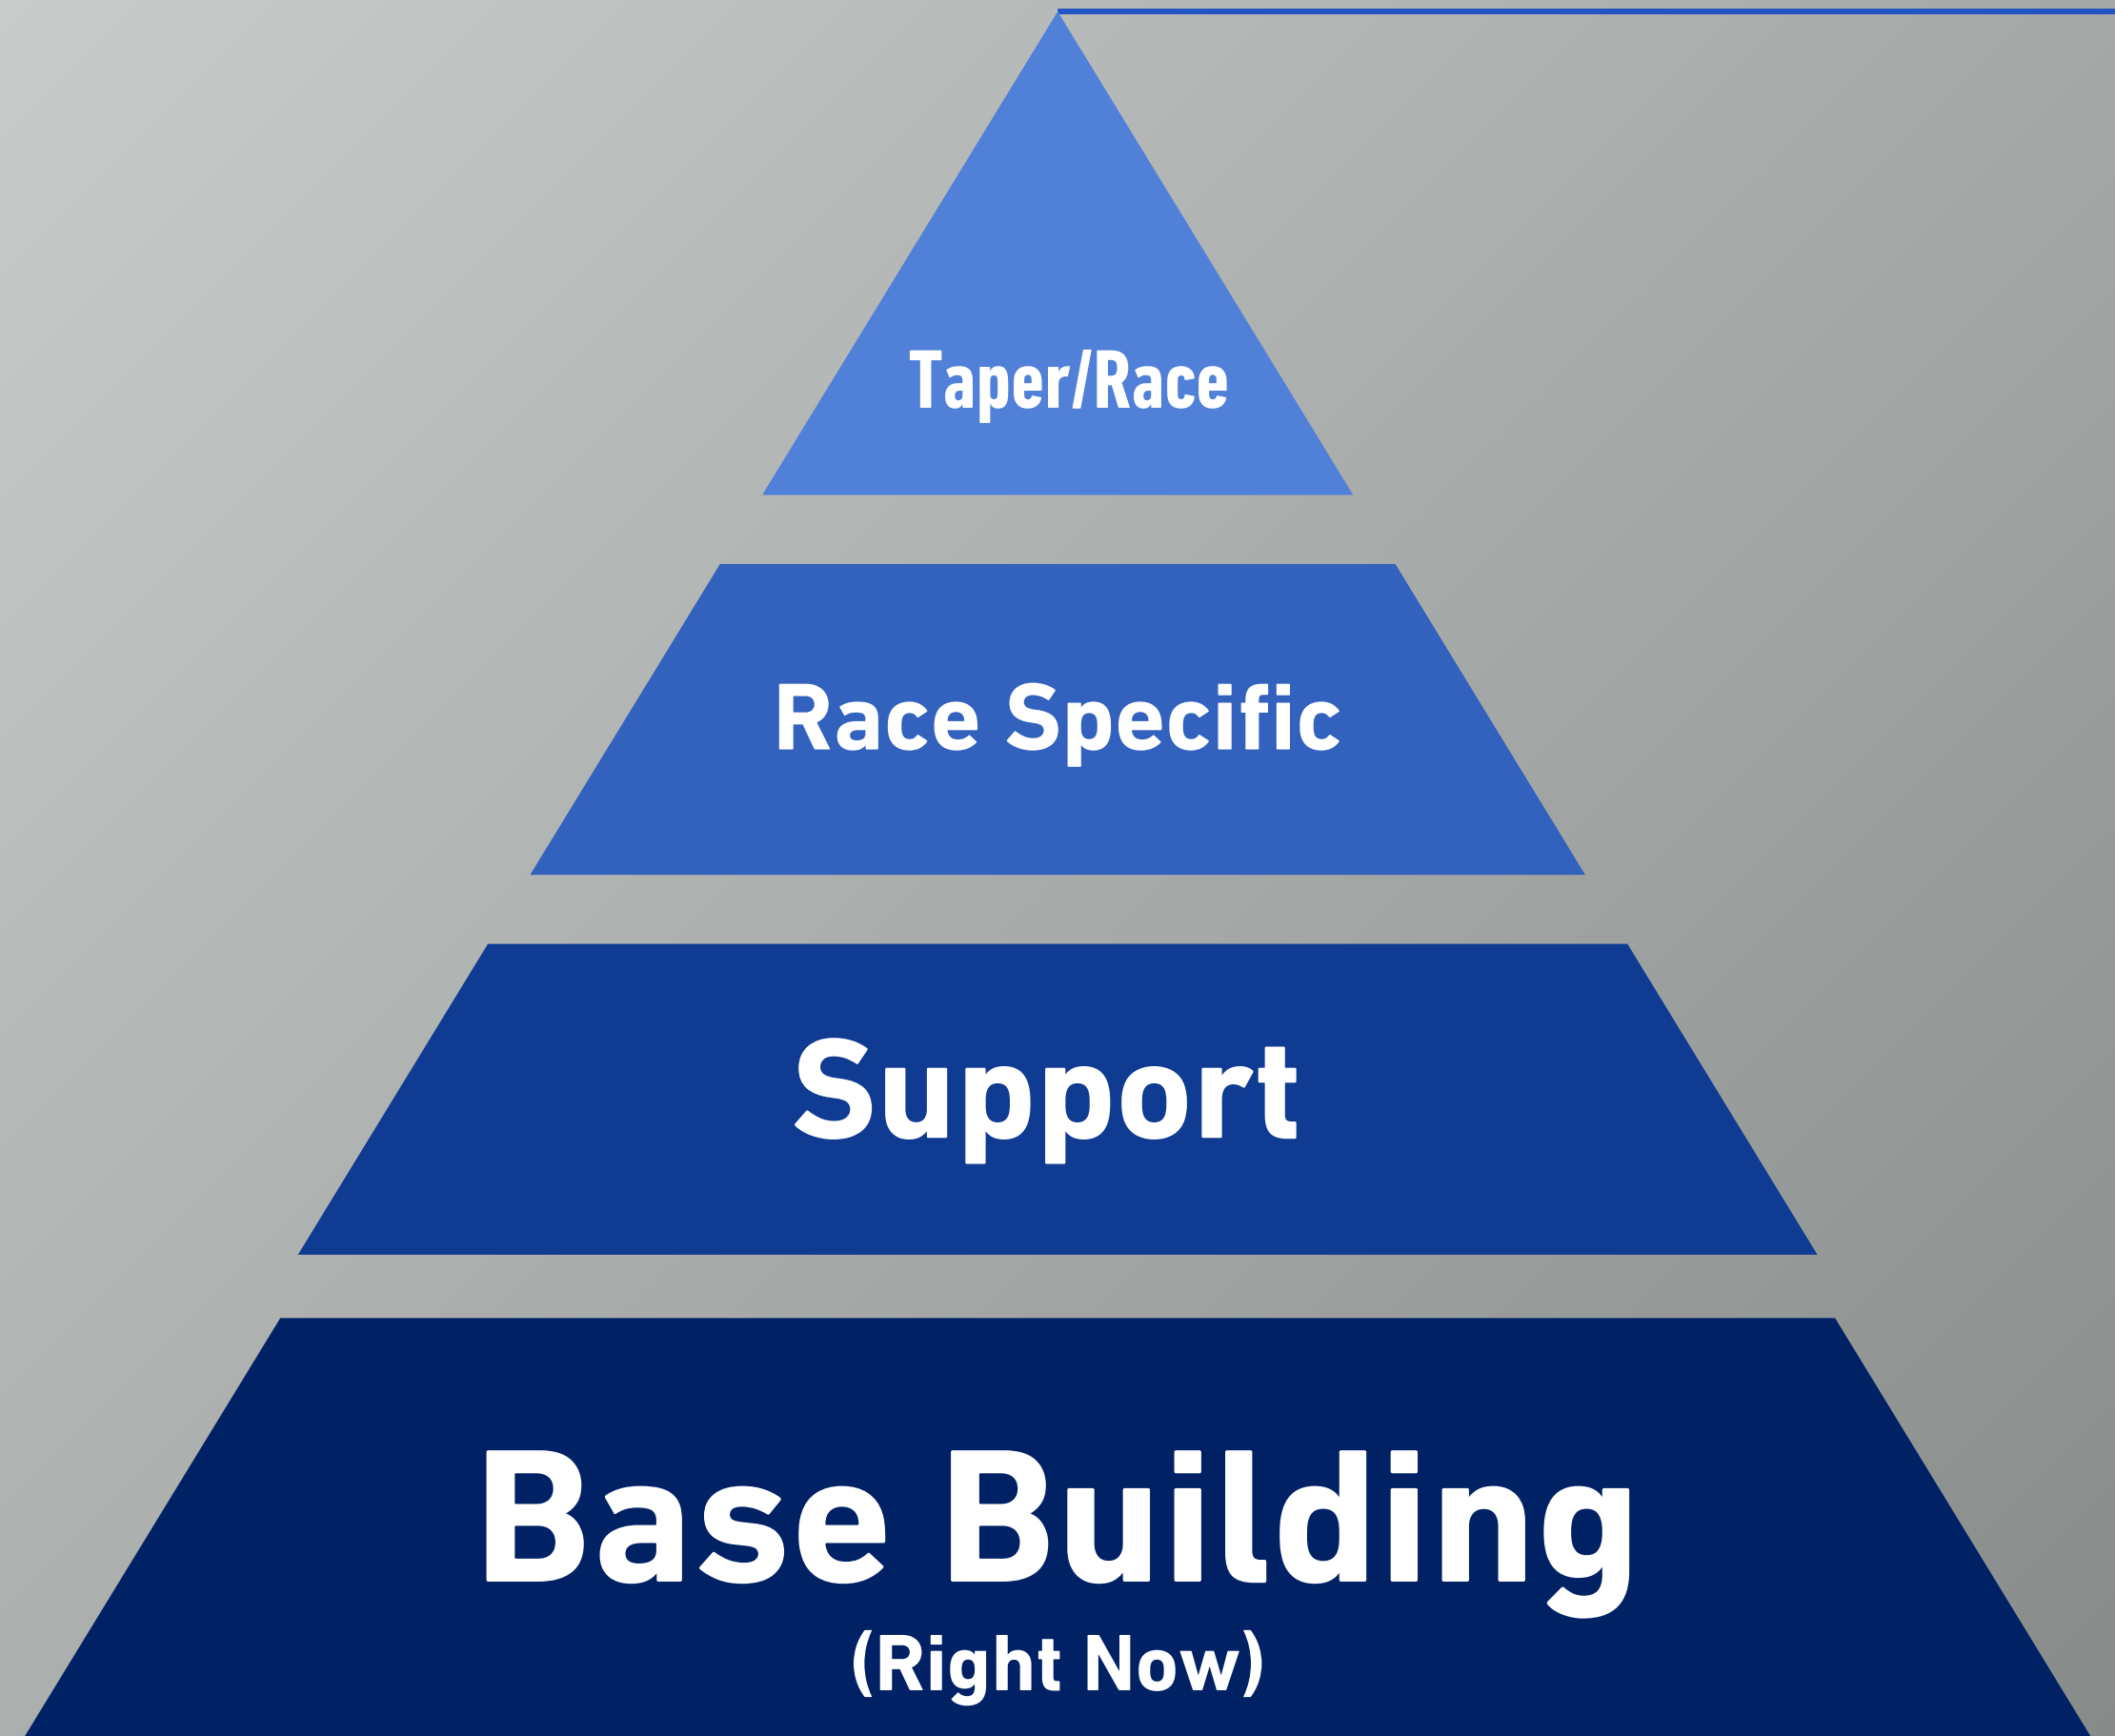 Taper/Race
Race Specific
Support
Base Building
(Right Now)